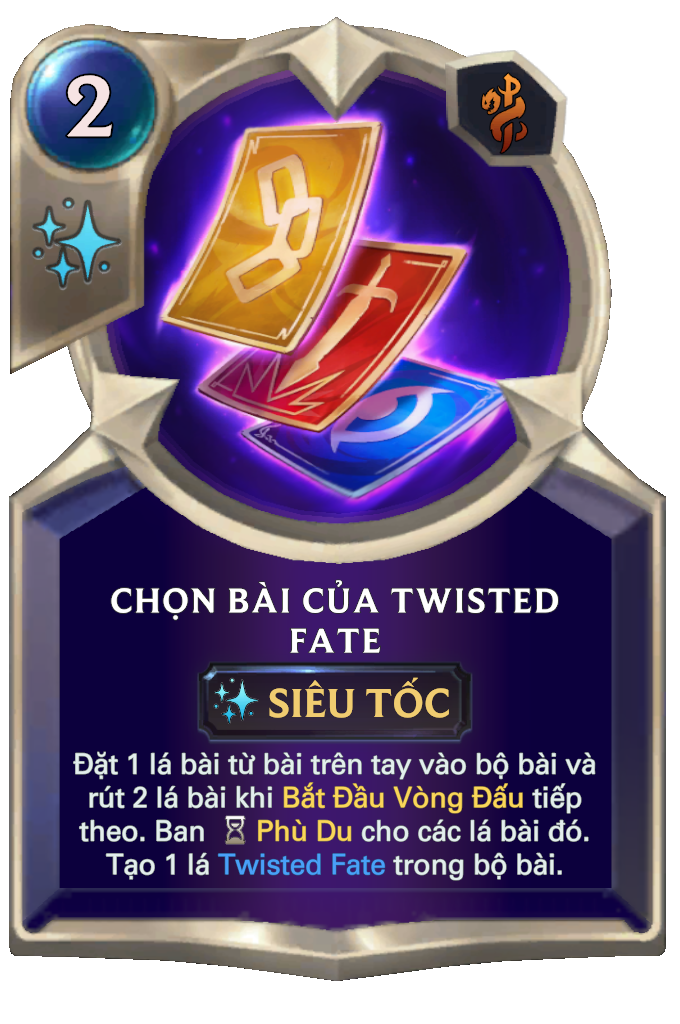 2
CHỌN BÀI CỦA TWISTED
FATE
SIÊU TỐC
Đặt 1 lá bài từ bài trên tay vào bộ bài và
rút 2 lá bài khi Bắt Đầu Vòng Đấu tiếp
theo. Ban Phù Du cho các lá bài đó.
Tạo 1 lá Twisted Fate trong bộ bài.